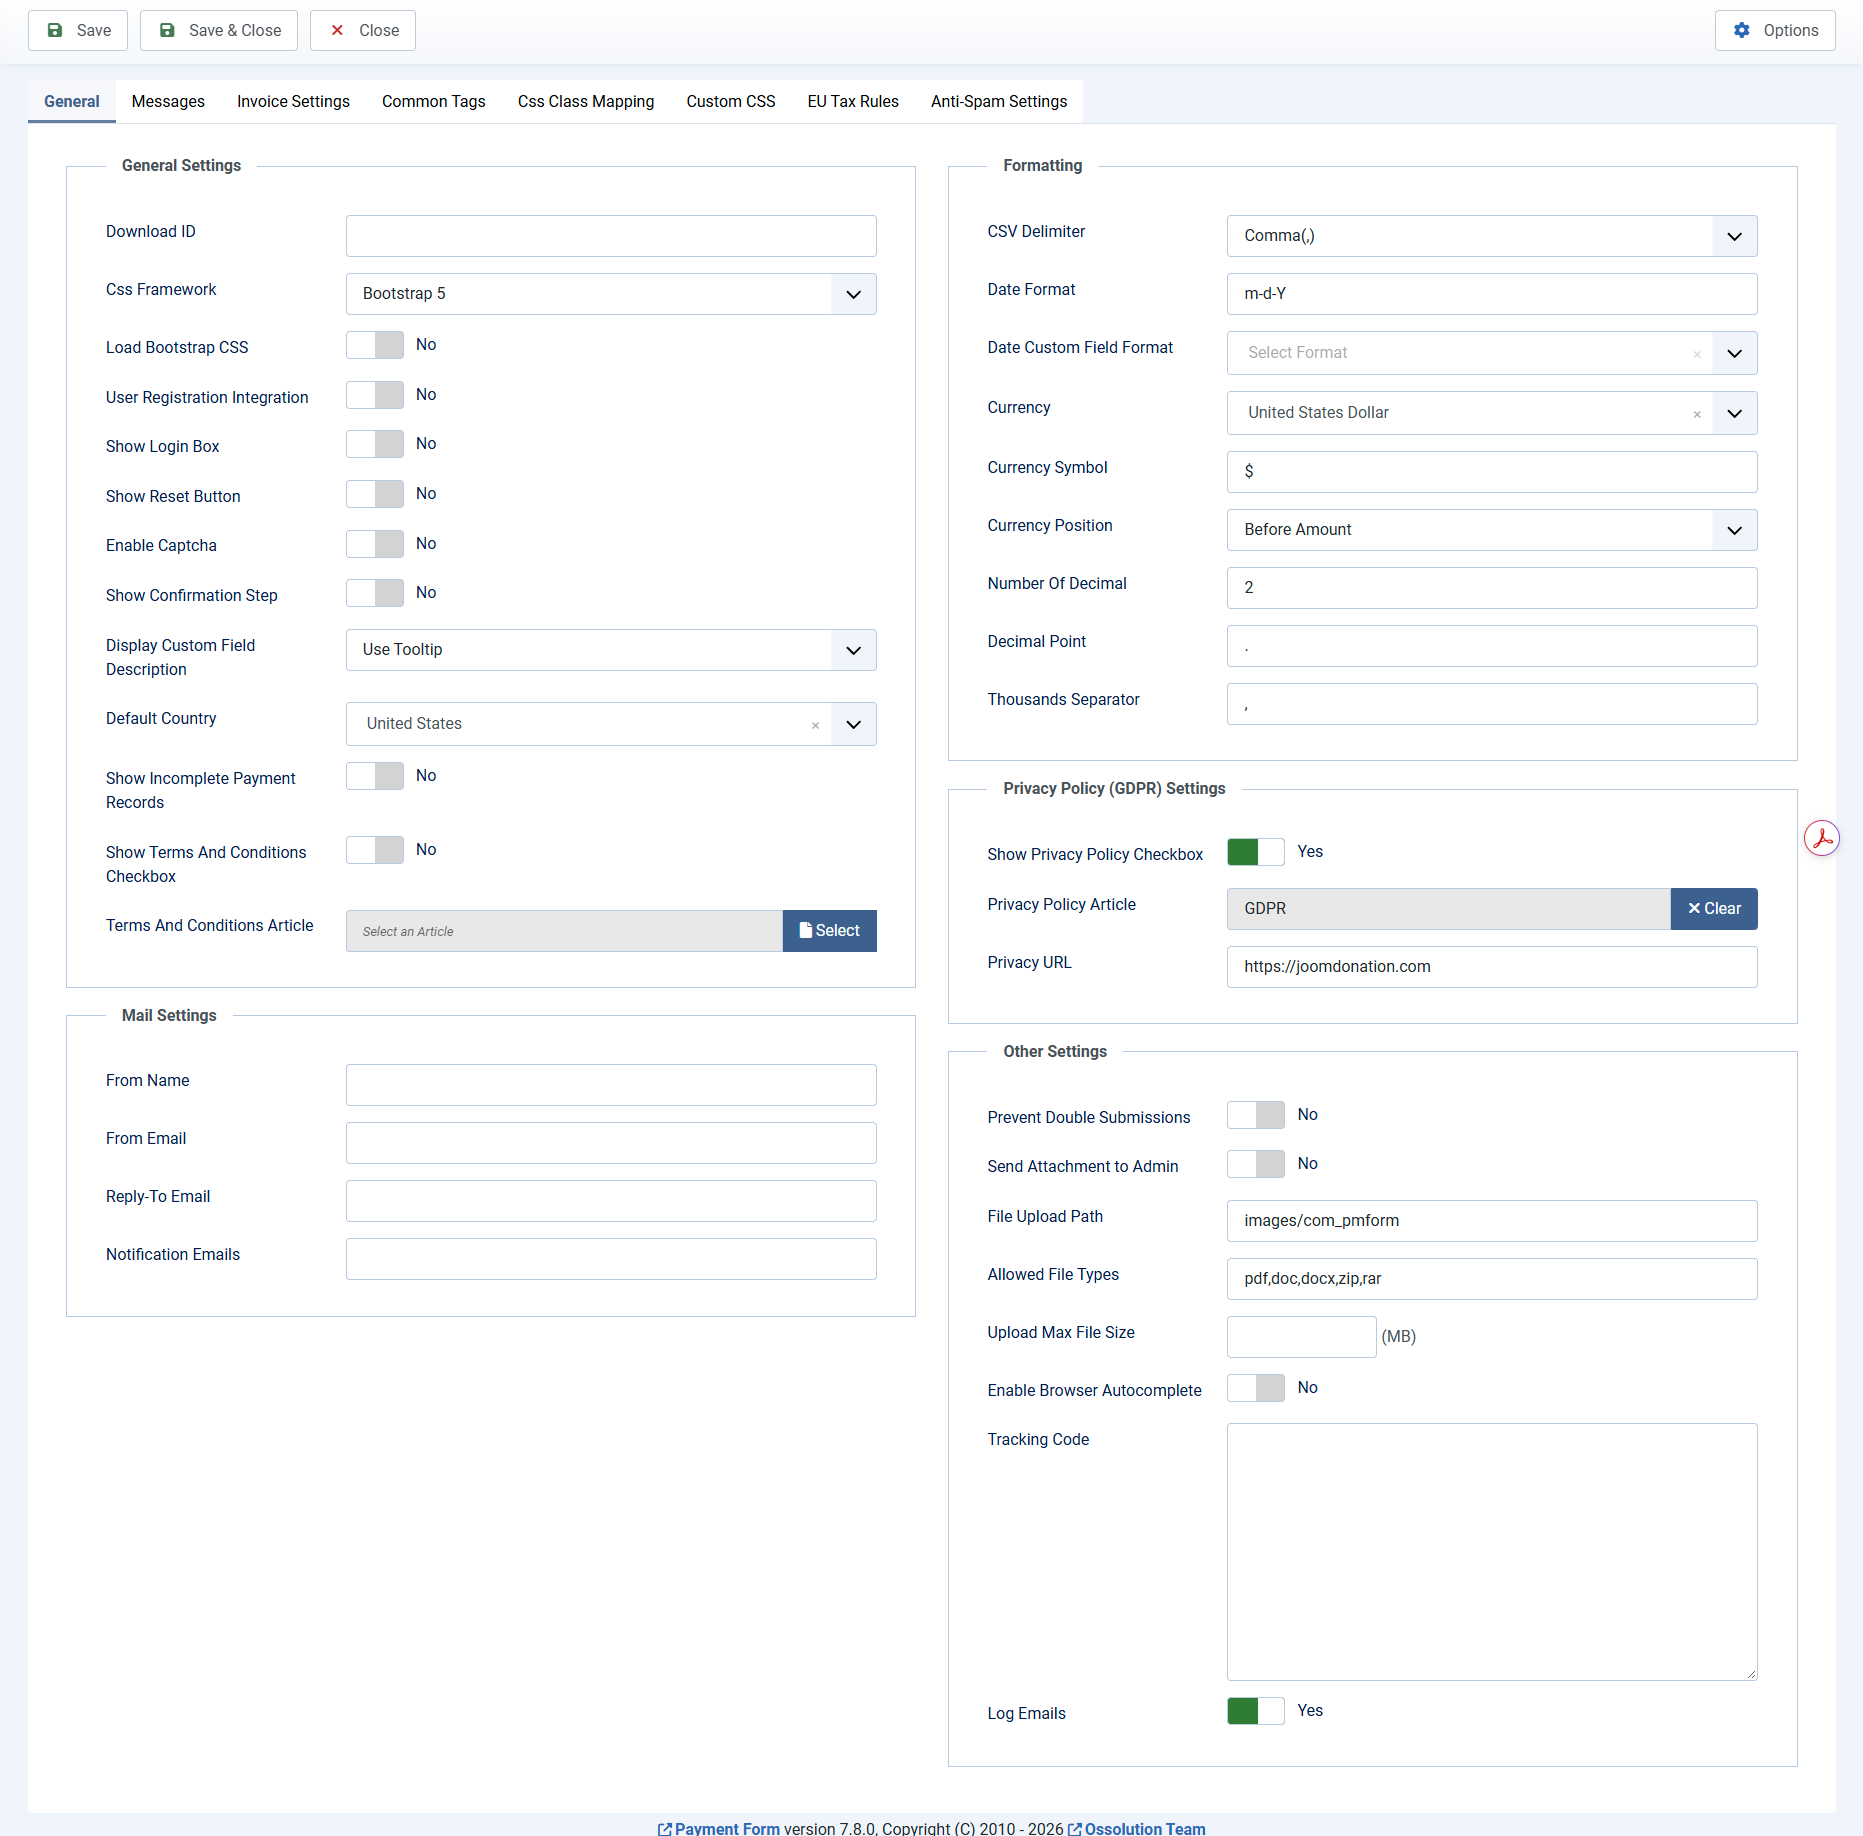 Save
Save & Close
Close
Options
General
Messages
Invoice Settings
Common Tags
Css Class Mapping
Custom CSS
EU Tax Rules
Anti-Spam Settings
General Settings
Download ID
Css Framework
Bootstrap 5
Load Bootstrap CSS
No
User Registration Integration
No
Show Login Box
No
Show Reset Button
No
Enable Captcha
No
Show Confirmation Step
No
Display Custom Field
Description
Use Tooltip
Default Country
United States
×
Show Incomplete Payment
Records
No
Show Terms And Conditions
Checkbox
No
Terms And Conditions Article
Select an Article
Select
Mail Settings
From Name
From Email
Reply-To Email
Notification Emails
Formatting
CSV Delimiter
Comma(,)
Date Format
m-d-Y
Date Custom Field Format
Select Format
×
Currency
United States Dollar
×
Currency Symbol
$
Currency Position
Before Amount
Number Of Decimal
2
Decimal Point
.
Thousands Separator
,
Privacy Policy (GDPR) Settings
Show Privacy Policy Checkbox
Yes
Privacy Policy Article
GDPR
Clear
Privacy URL
https://joomdonation.com
Other Settings
Prevent Double Submissions
No
Send Attachment to Admin
No
File Upload Path
images/com_pmform
Allowed File Types
pdf,doc,docx,zip,rar
Upload Max File Size
(MB)
Enable Browser Autocomplete
No
Tracking Code
Log Emails
Yes
Payment Form version 7.8.0, Copyright (C) 2010 - 2026 Ossolution Team